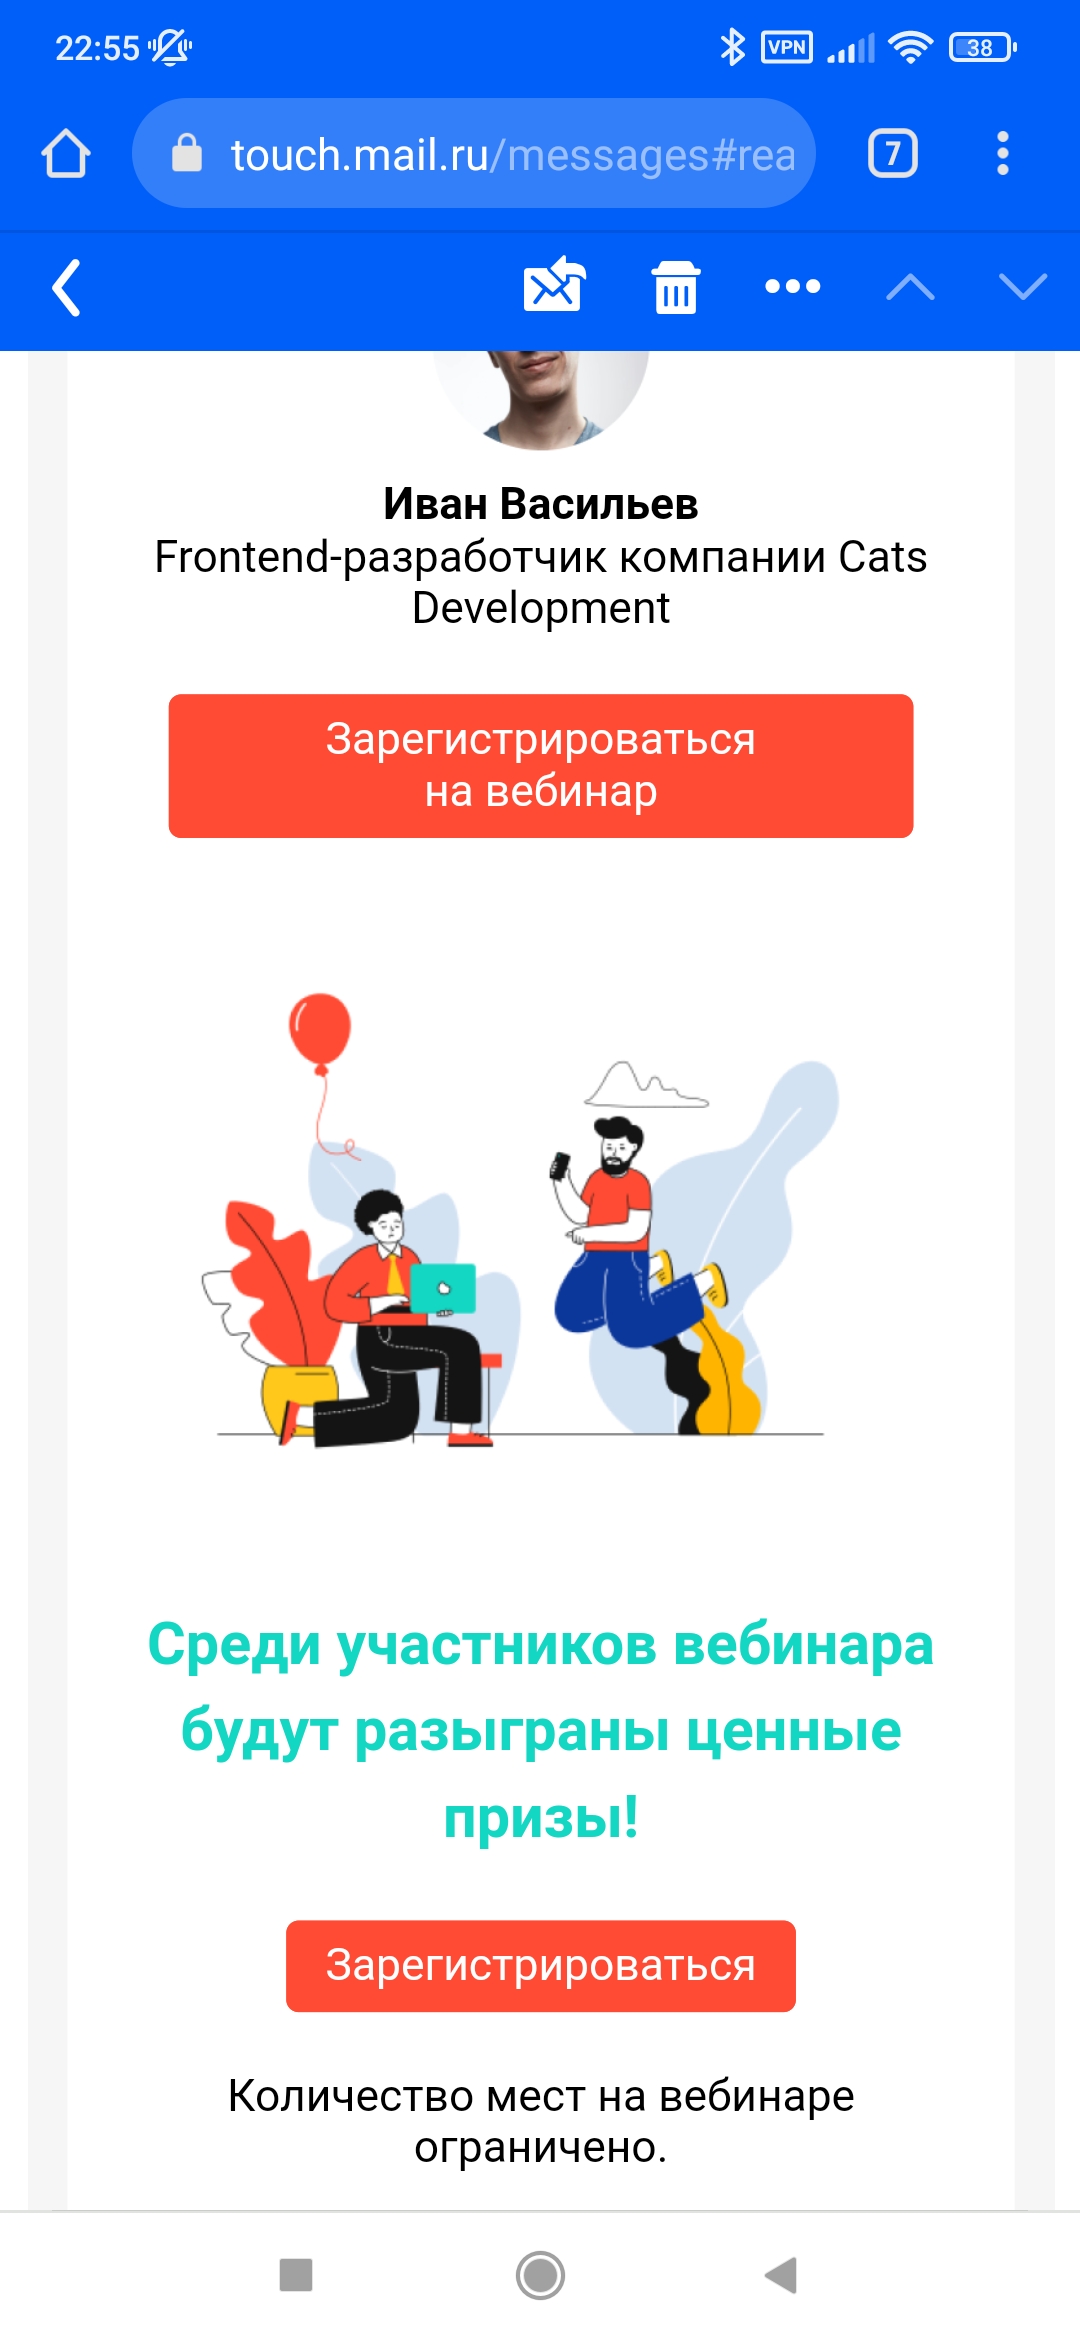 22:55
VPN
38
touch.mail.ru/messages#rea
7
Иван Васильев
Frontend-разработчик компании Cats
Development
Зарегистрироваться
на вебинар
Среди участников вебинара
будут разыграны ценные
призы!
Зарегистрироваться
Количество мест на вебинаре
ограничено.